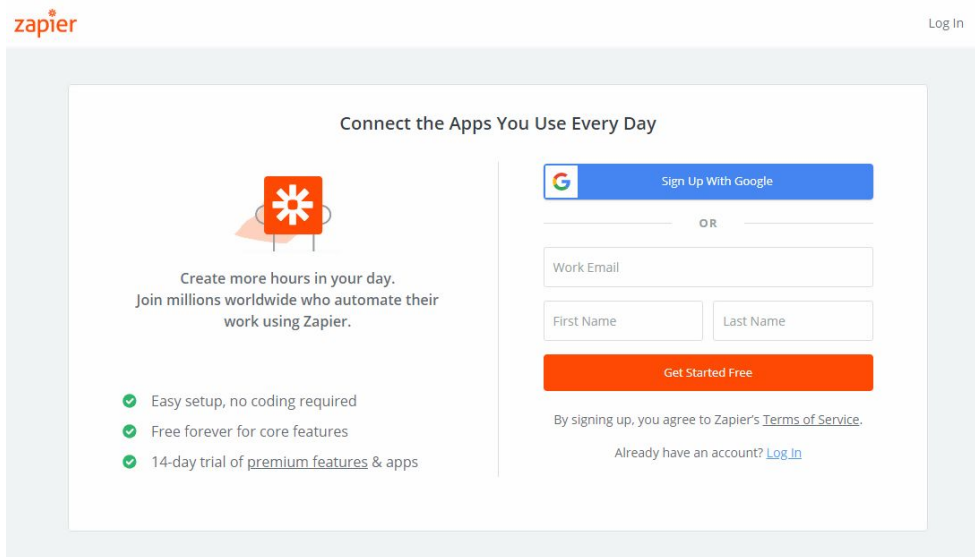 zapier
Log In
Connect the Apps You Use Every Day
Create more hours in your day.
Join millions worldwide who automate their
work using Zapier.
Easy setup, no coding required
Free forever for core features
14-day trial of premium features & apps
Sign Up With Google
OR
Work Email
First Name
Last Name
Get Started Free
By signing up, you agree to Zapier's Terms of Service.
Already have an account? Log In